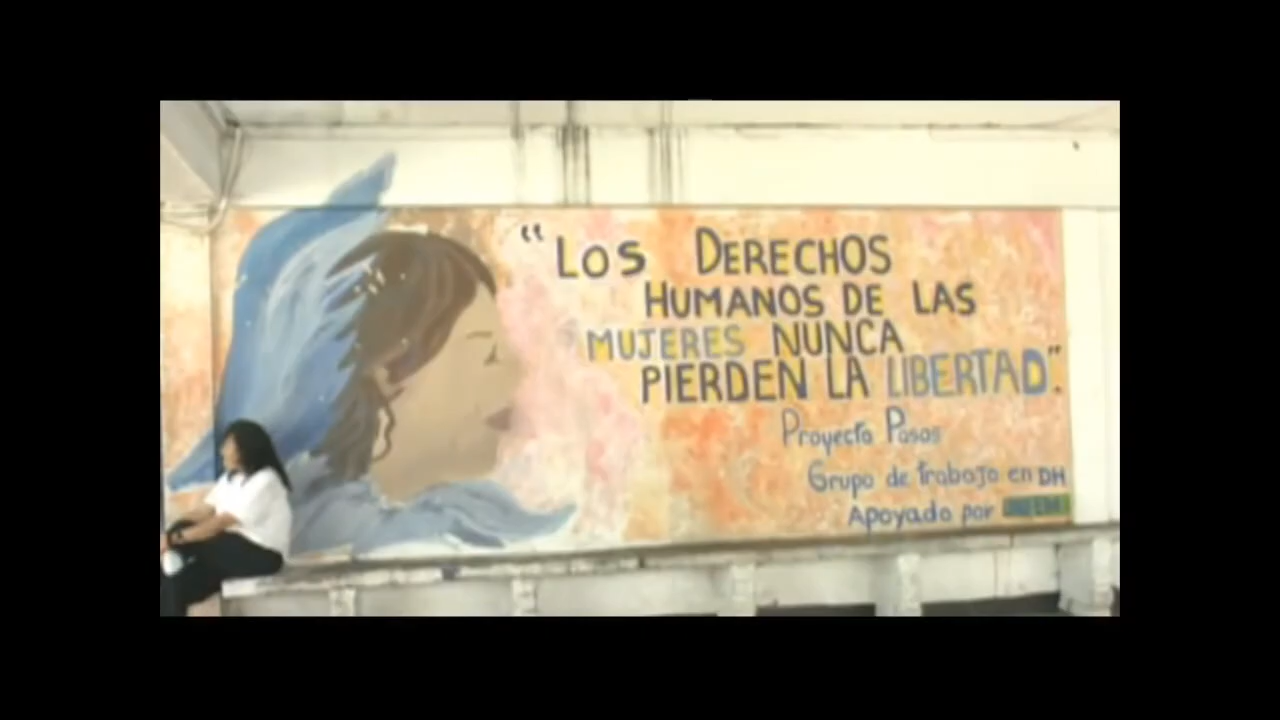 “LOS DERECHOS
HUMANOS DE LAS
MUJERES NUNCA
PIERDEN LA LIBERTAD”.
Proyecto Pasos
Grupo de trabajo en DH
Apoyado por